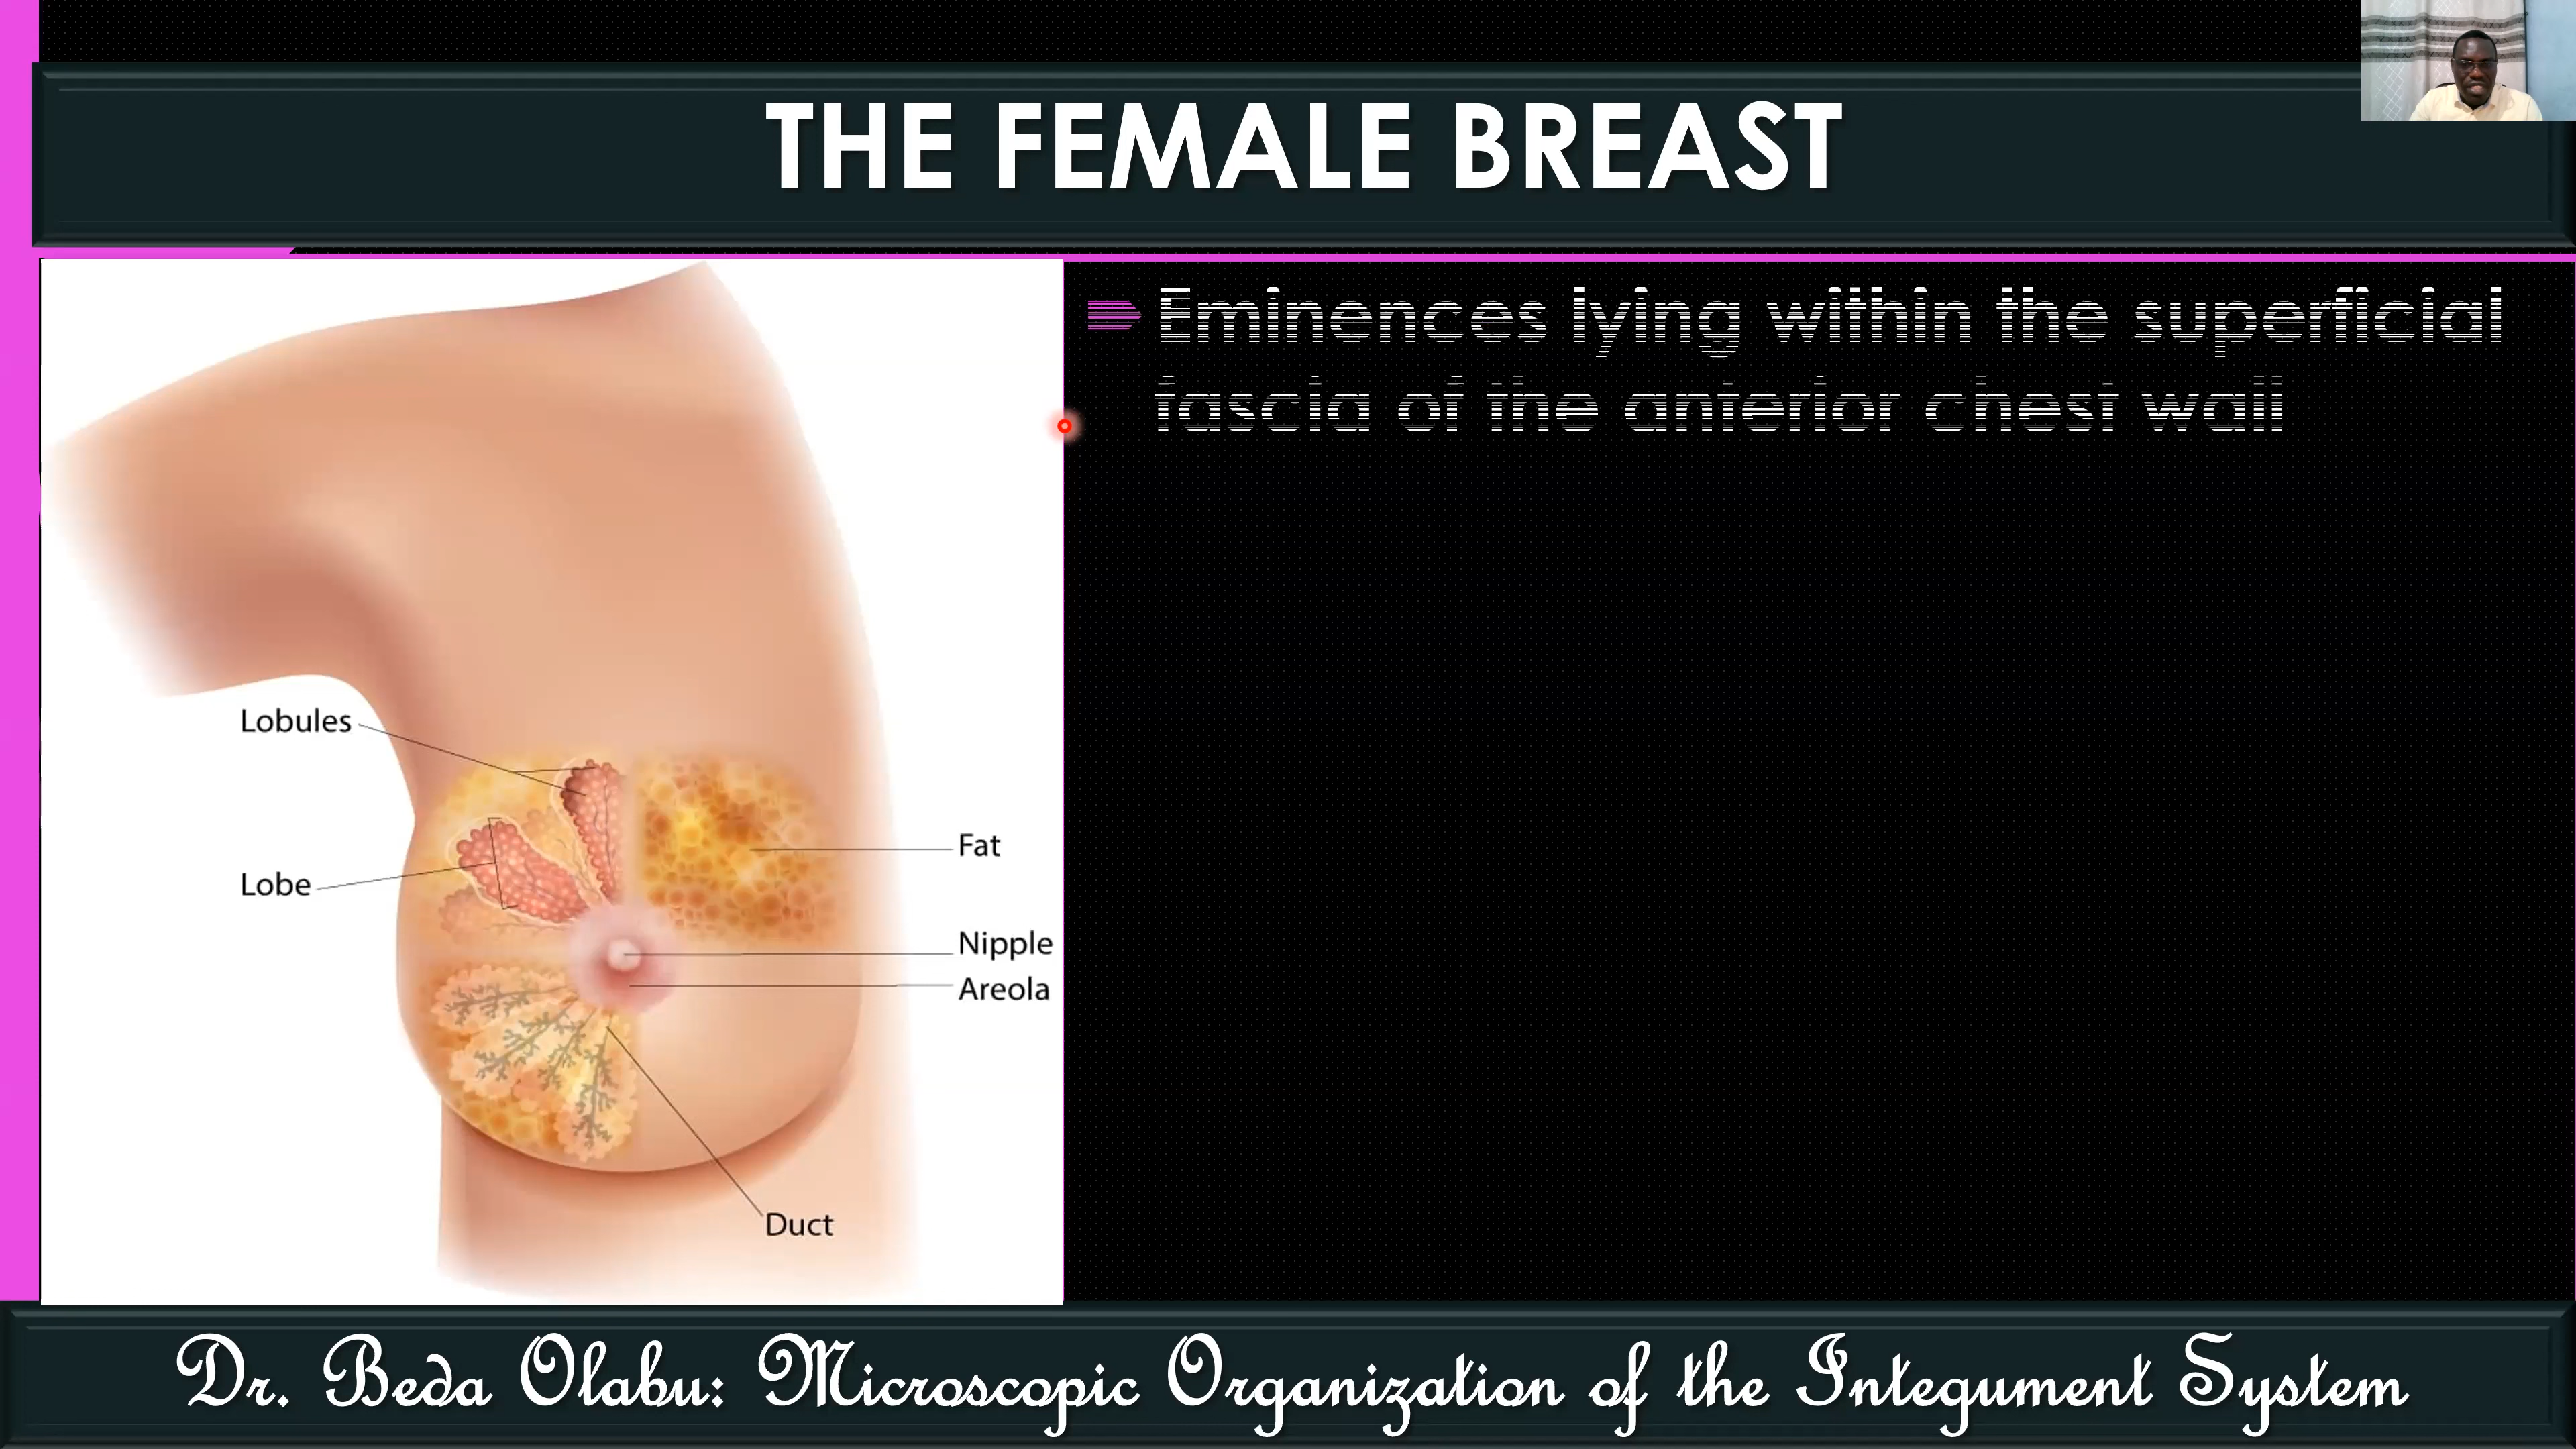 THE FEMALE BREAST
Eminences lying within the superficial
fascia of the anterior chest wall
Lobules
Lobe
Fat
Nipple
Areola
Duct
Dr. Beda Olabu: Microscopic Organization of the Integument System